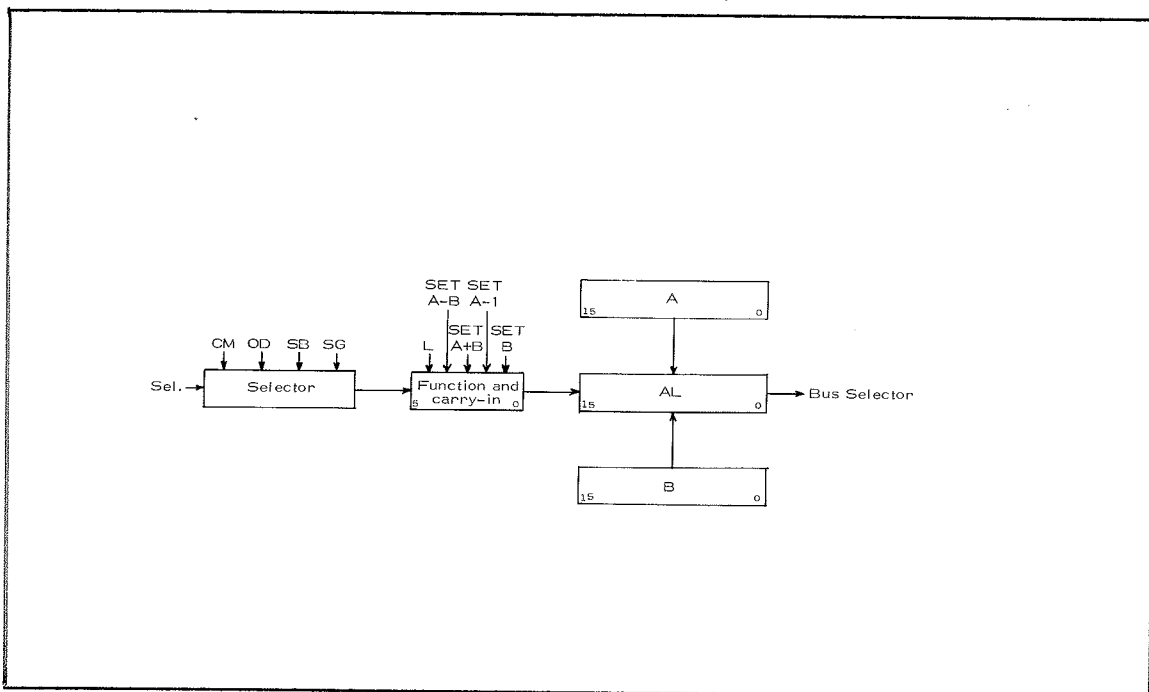 SET SET
A-B A-1
SET SET
L A+B B
CM OD SB SG
Sel. Selector
Function and
carry-in
5 0
A
15 0
AL
15 0
Bus Selector
B
15 0